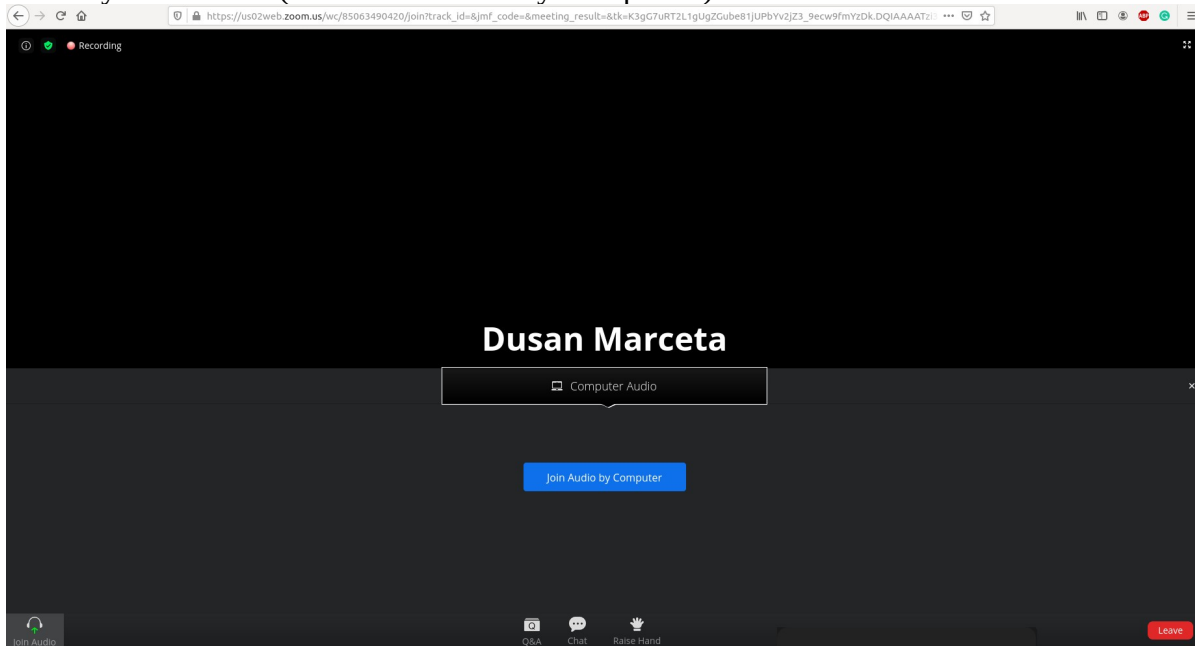 https://us02web.zoom.us/wc/85063490420/join?track_id=&jmf_code=&meeting_result=&tk=K3gG7uRT2L1gUgZGube81jUPbYv2jZ3_9ecw9fmYzDk.DQIAAAATzi
Recording
Dusan Marceta
Computer Audio
Join Audio by Computer
Join Audio
Q&A
Chat
Raise Hand
Leave